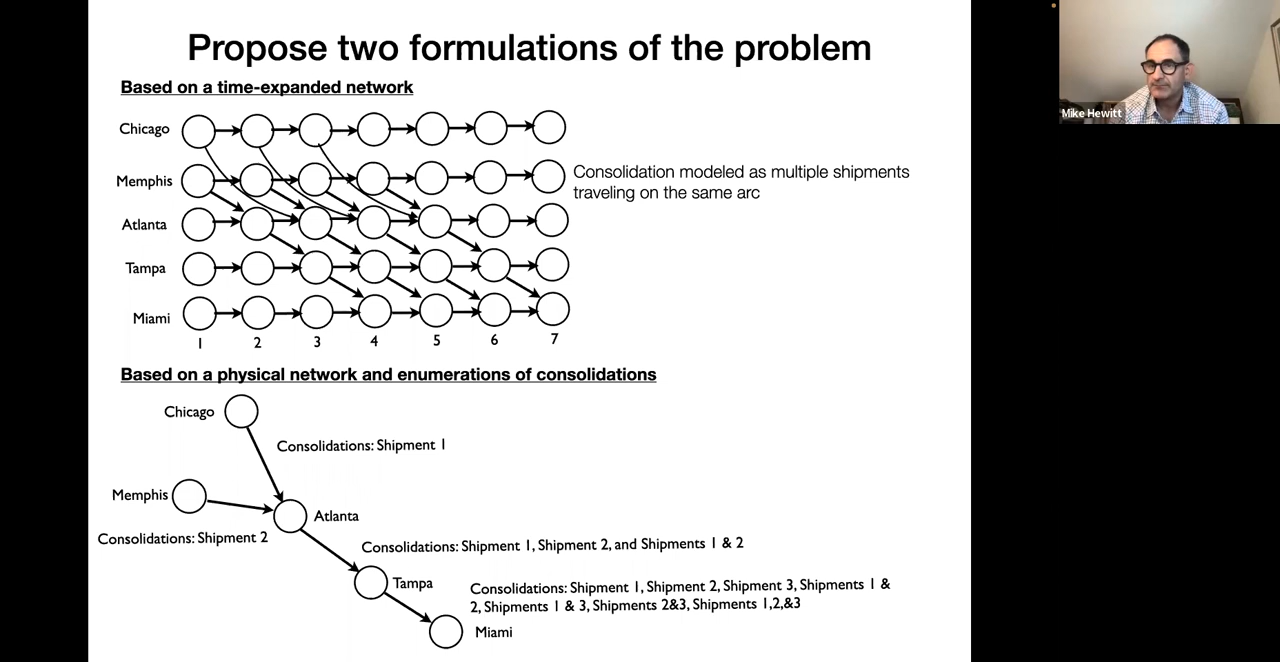 Propose two formulations of the problem
Based on a time-expanded network
Chicago
Memphis
Atlanta
Tampa
Miami
1 2 3 4 5 6 7
Consolidation modeled as multiple shipments
traveling on the same arc
Based on a physical network and enumerations of consolidations
Chicago
Consolidations: Shipment 1
Memphis
Atlanta
Consolidations: Shipment 2
Consolidations: Shipment 1, Shipment 2, and Shipments 1 & 2
Tampa
Consolidations: Shipment 1, Shipment 2, Shipment 3, Shipments 1 &
2, Shipments 1 & 3, Shipments 2&3, Shipments 1,2,&3
Miami
Mike Hewitt